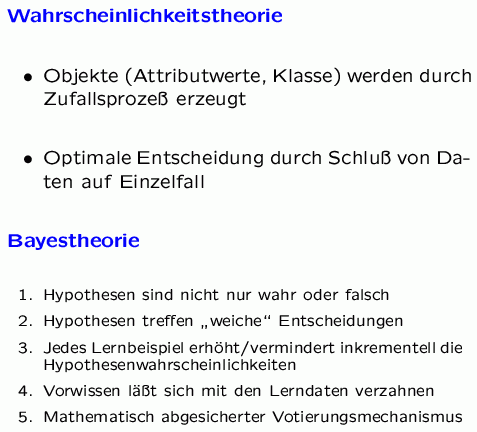 Wahrscheinlichkeitstheorie
• Objekte (Attributwerte, Klasse) werden durch
Zufallsprozeß erzeugt
• Optimale Entscheidung durch Schluß von Da-
ten auf Einzelfall
Bayestheorie
1. Hypothesen sind nicht nur wahr oder falsch
2. Hypothesen treffen „weiche“ Entscheidungen
3. Jedes Lernbeispiel erhöht/vermindert inkrementell die
Hypothesenwahrscheinlichkeiten
4. Vorwissen läßt sich mit den Lerndaten verzahnen
5. Mathematisch abgesicherter Votierungsmechanismus